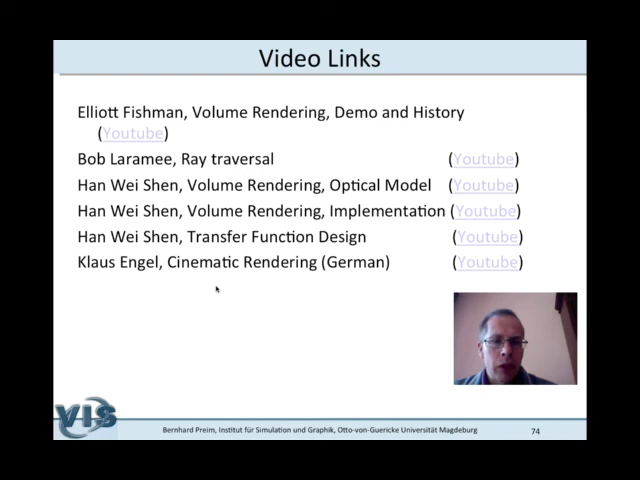 Video Links
Elliott Fishman, Volume Rendering, Demo and History
(Youtube)
Bob Laramee, Ray traversal (Youtube)
Han Wei Shen, Volume Rendering, Optical Model (Youtube)
Han Wei Shen, Volume Rendering, Implementation (Youtube)
Han Wei Shen, Transfer Function Design (Youtube)
Klaus Engel, Cinematic Rendering (German) (Youtube)
VIS
Bernhard Preim, Institut für Simulation und Graphik, Otto-von-Guericke Universität Magdeburg
74